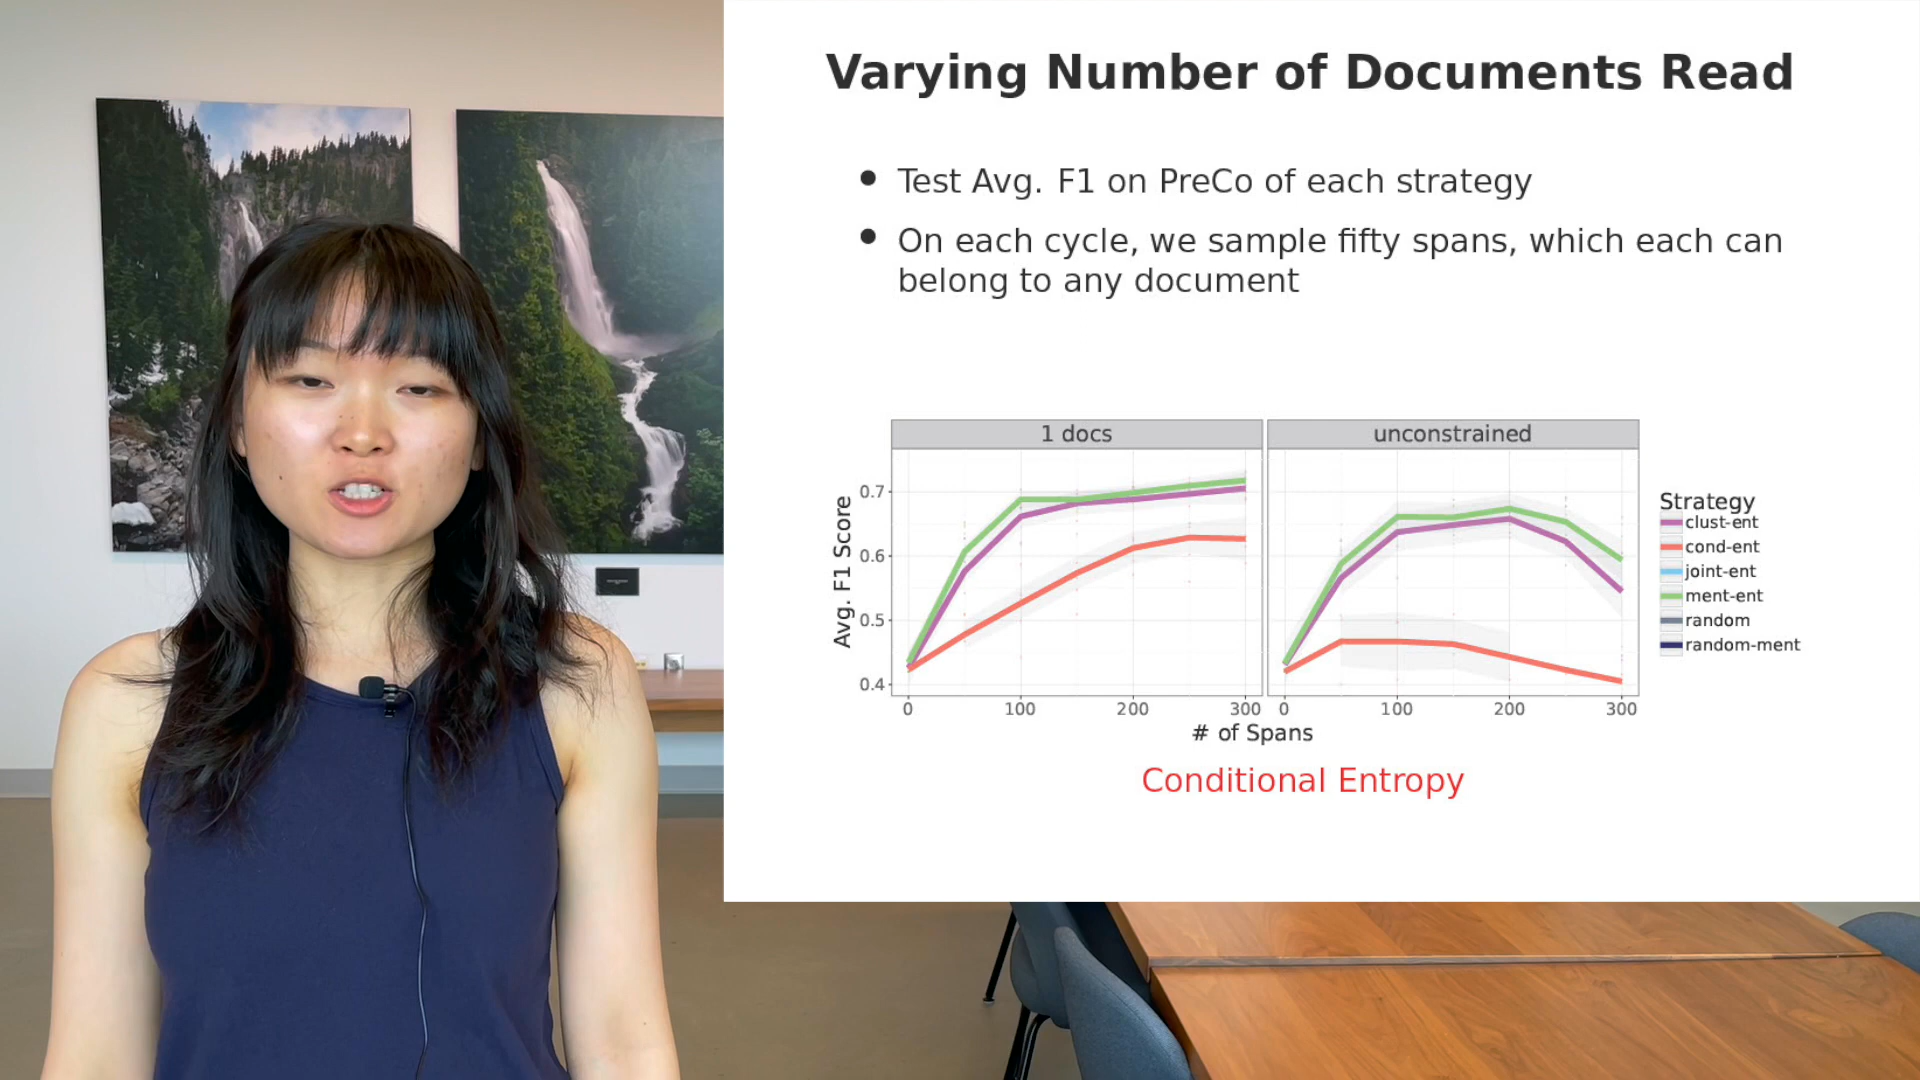 Varying Number of Documents Read
• Test Avg. F1 on PreCo of each strategy
• On each cycle, we sample fifty spans, which each can
belong to any document
1 docs
unconstrained
Avg. F1 Score
0.7
0.6
0.5
0.4
0 100 200 300 0 100 200 300
# of Spans
Strategy
clust-ent
cond-ent
joint-ent
ment-ent
random
random-ment
Conditional Entropy